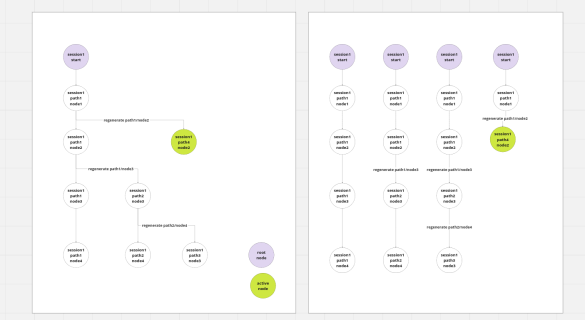 session1
start
session1
path1
node1
regenerate path1/node2
session1
path1
node2
session1
path4
node2
regenerate path1/node3
session1
path1
node3
session1
path2
node3
regenerate path2/node4
session1
path1
node4
session1
path2
node4
session1
path3
root
node
active
node
session1
start
session1
start
session1
start
session1
start
session1
path1
node1
session1
path1
node1
session1
path1
node1
session1
path1
node1
regenerate path1/node2
session1
path1
node2
session1
path1
node2
session1
path1
node2
session1
node2
regenerate path1/node3
regenerate path1/node3
session1
path1
node3
session1
path2
node3
session1
path2
node3
regenerate path2/node4
session1
path1
node4
session1
path2
node4
session1
path3